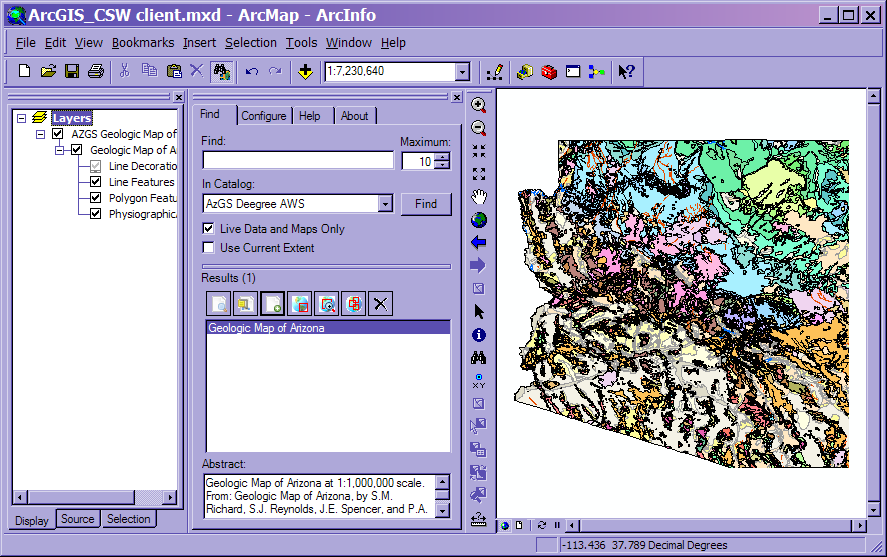 ArcGIS_CSW client.mxd - ArcMap - ArcInfo
File Edit View Bookmarks Insert Selection Tools Window Help
1:7,230,640
Layers
AZGS Geologic Map of
Geologic Map of A
Line Decoratio
Line Features
Polygon Featu
Physiographic
Display Source Selection
Find Configure Help About
Find:
Maximum:
10
In Catalog:
AzGS Deegree AWS
Find
Live Data and Maps Only
Use Current Extent
Results (1)
Geologic Map of Arizona
Abstract:
Geologic Map of Arizona at 1:1,000,000 scale.
From: Geologic Map of Arizona, by S.M.
Richard, S.J. Reynolds, J.E. Spencer, and P.A.
XY
-113.436 37.789 Decimal Degrees